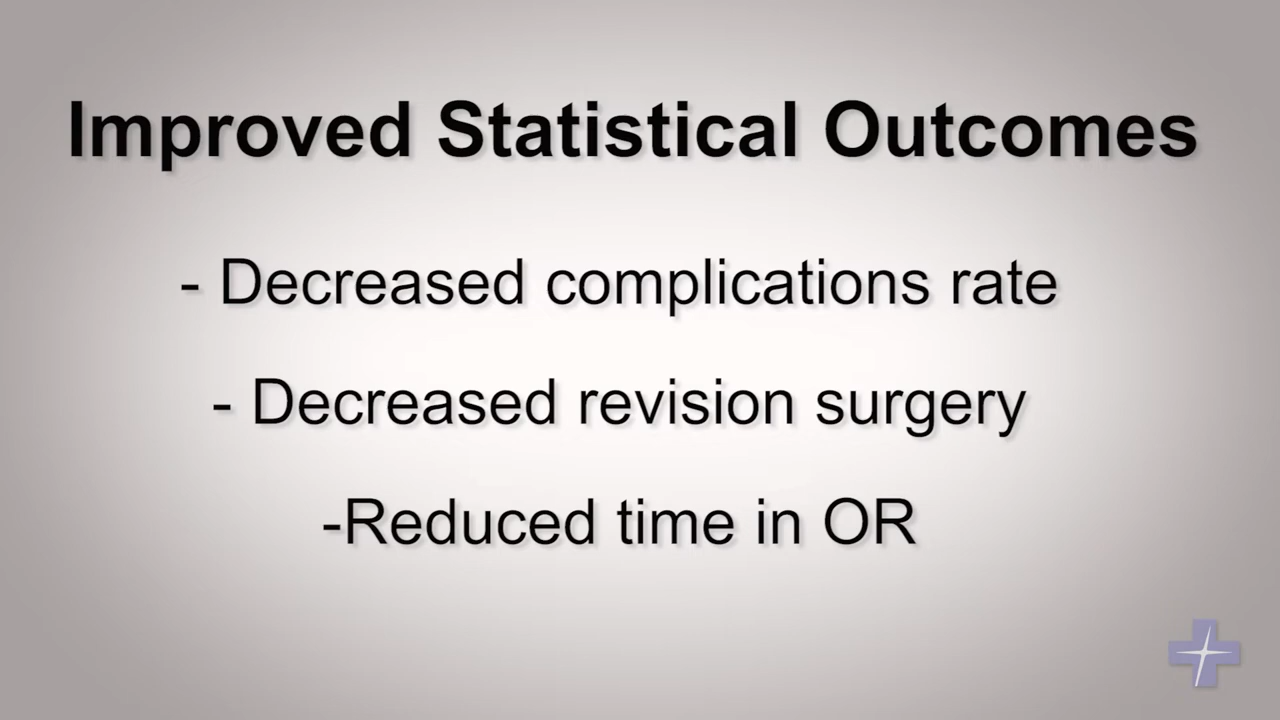 Improved Statistical Outcomes
- Decreased complications rate
- Decreased revision surgery
-Reduced time in OR